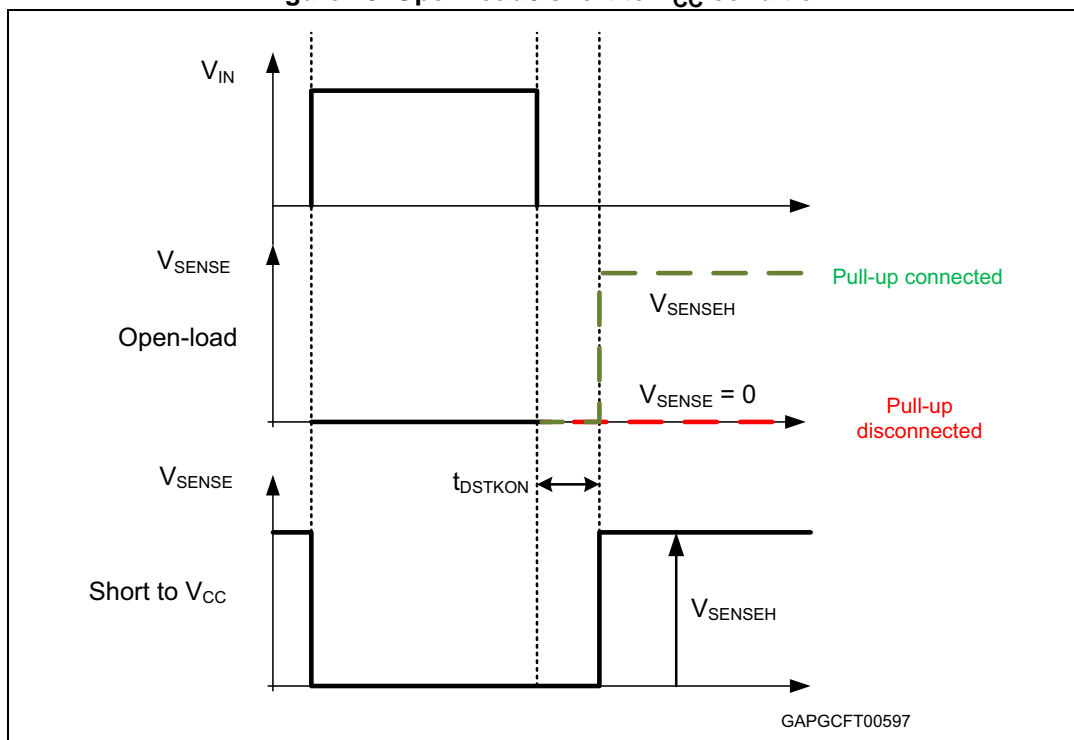 V_IN
V_SENSE
Pull-up connected
V_SENSEH
Open-load
V_SENSE = 0
Pull-up
disconnected
V_SENSE
t_DSTKON
Short to V_CC
V_SENSEH
GAPGCFT00597